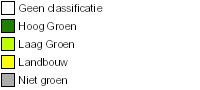 Geen classificatie
Hoog Groen
Laag Groen
Landbouw
Niet groen